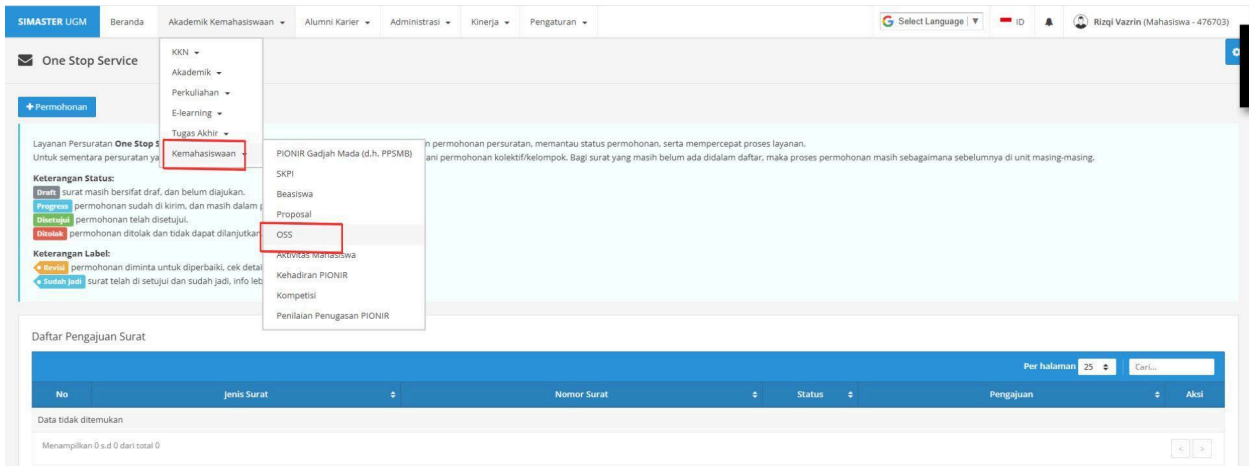 SIMASTER UGM Beranda Akademik Kemahasiswaan Alumni Karier Administrasi Kinerja Pengaturan Select Language ID Rizqi Vazrin (Mahasiswa - 476703)
One Stop Service
KKN
Akademik
Perkuliahan
E-learning
Tugas Akhir
Kemahasiswaan
PIONIR Gadjah Mada (d.h. PPSMB)
SKPI
Beasiswa
Proposal
OSS
Aktivitas Mahasiswa
Kehadiran PIONIR
Kompetisi
Penilaian Penugasan PIONIR
+ Permohonan
Layanan Persuratan One Stop S n permohonan persuratan, memantau status permohonan, serta mempercepat proses layanan.
Untuk sementara persuratan ya ani permohonan kolektif/kelompok. Bagi surat yang masih belum ada didalam daftar, maka proses permohonan masih sebagaimana sebelumnya di unit masing-masing.
Keterangan Status:
Draft surat masih bersifat draf, dan belum diajukan.
Progress permohonan sudah di kirim, dan masih dalam p
Disetujui permohonan telah disetujui.
Ditolak permohonan ditolak dan tidak dapat dilanjutkan
Keterangan Label:
Revisi permohonan diminta untuk diperbaiki, cek detai
Sudah Jadi surat telah di setujui dan sudah jadi, info leb
Daftar Pengajuan Surat
Per halaman 25 Cari...
No Jenis Surat Nomor Surat Status Pengajuan Aksi
Data tidak ditemukan
Menampilkan 0 s.d 0 dari total 0 < >